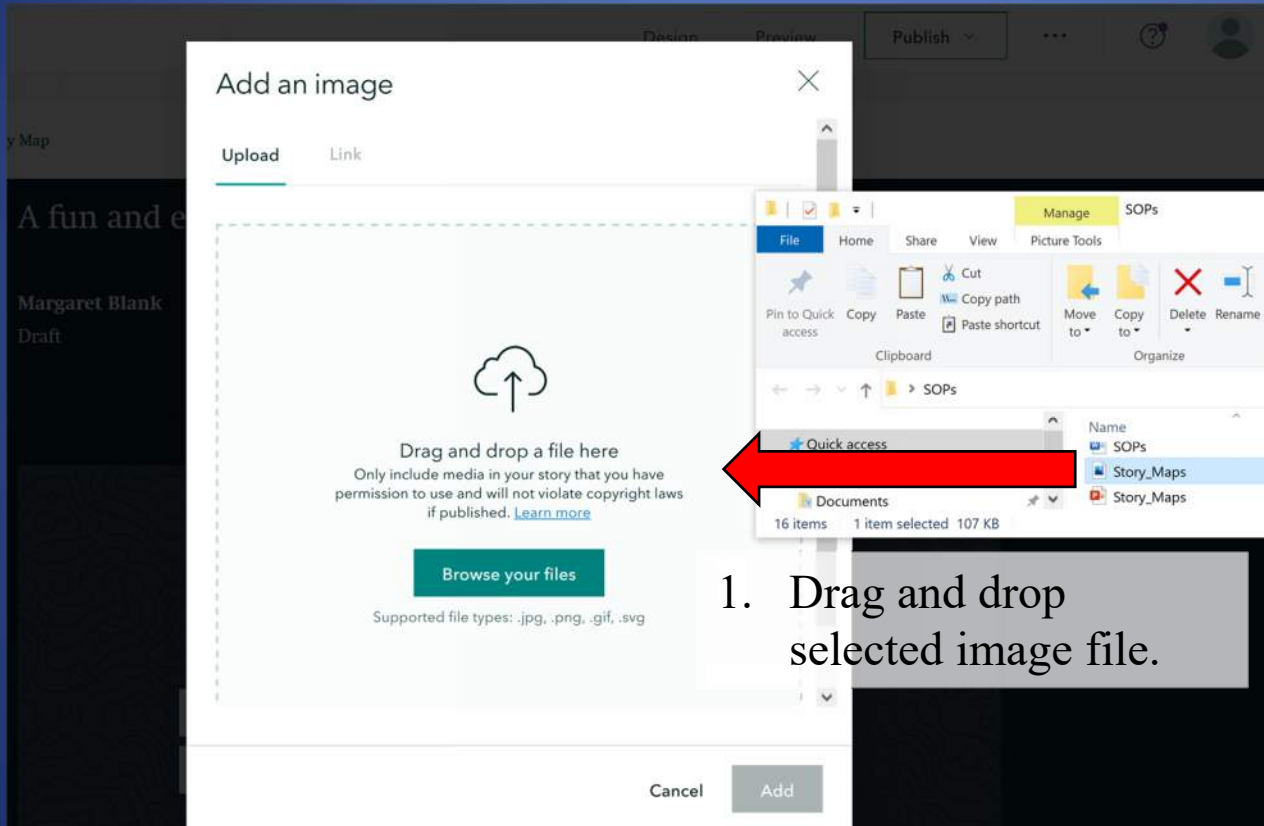 Design Preview Publish ...
y Map
A fun and e
Margaret Blank
Draft
Add an image
Upload Link
Drag and drop a file here
Only include media in your story that you have
permission to use and will not violate copyright laws
if published. Learn more
Browse your files
Supported file types: .jpg, .png, .gif, .svg
Cancel Add
Manage SOPs
File Home Share View Picture Tools
Pin to Quick access
Copy
Paste
Cut
Copy path
Paste shortcut
Move to
Copy to
Delete
Rename
Clipboard Organize
SOPs
Quick access
Documents
Name
SOPs
Story_Maps
Story_Maps
16 items 1 item selected 107 KB
1. Drag and drop
selected image file.